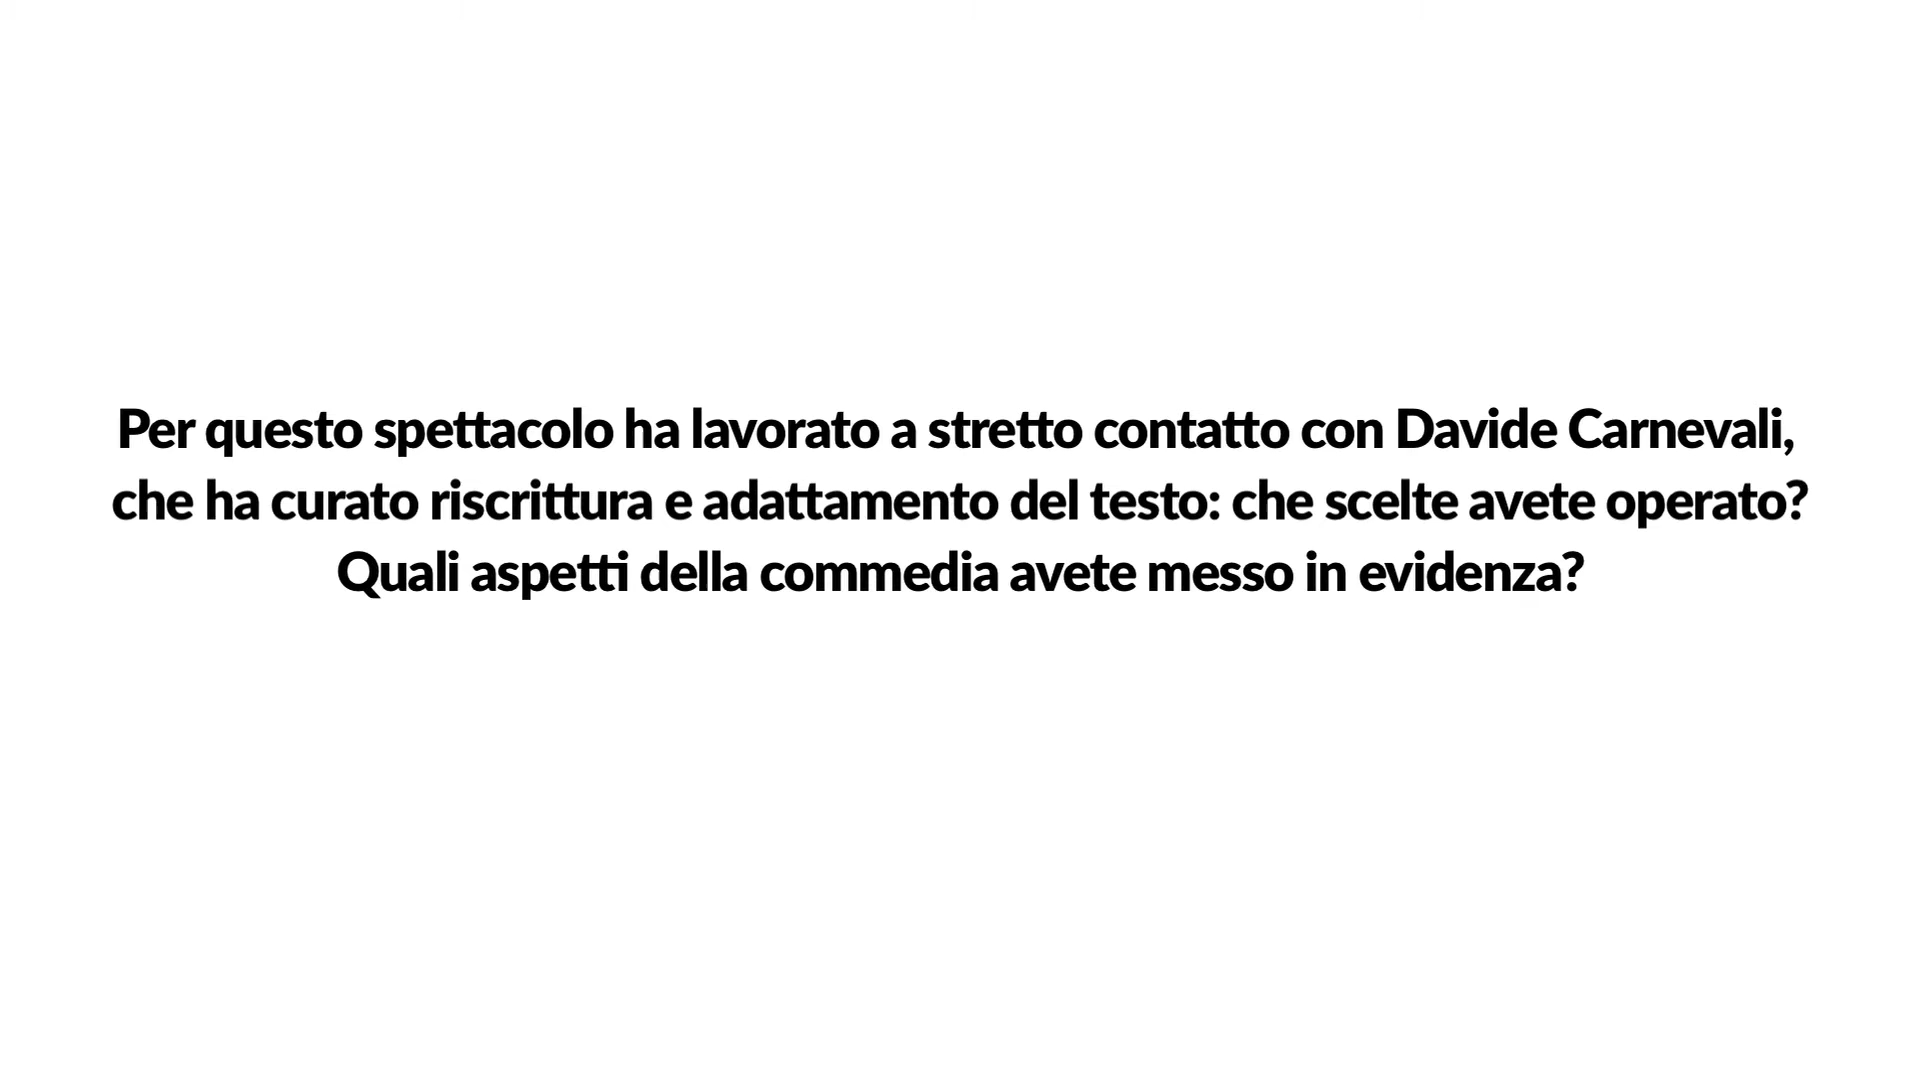 Per questo spettacolo ha lavorato a stretto contatto con Davide Carnevali,
che ha curato riscrittura e adattamento del testo: che scelte avete operato?
Quali aspetti della commedia avete messo in evidenza?